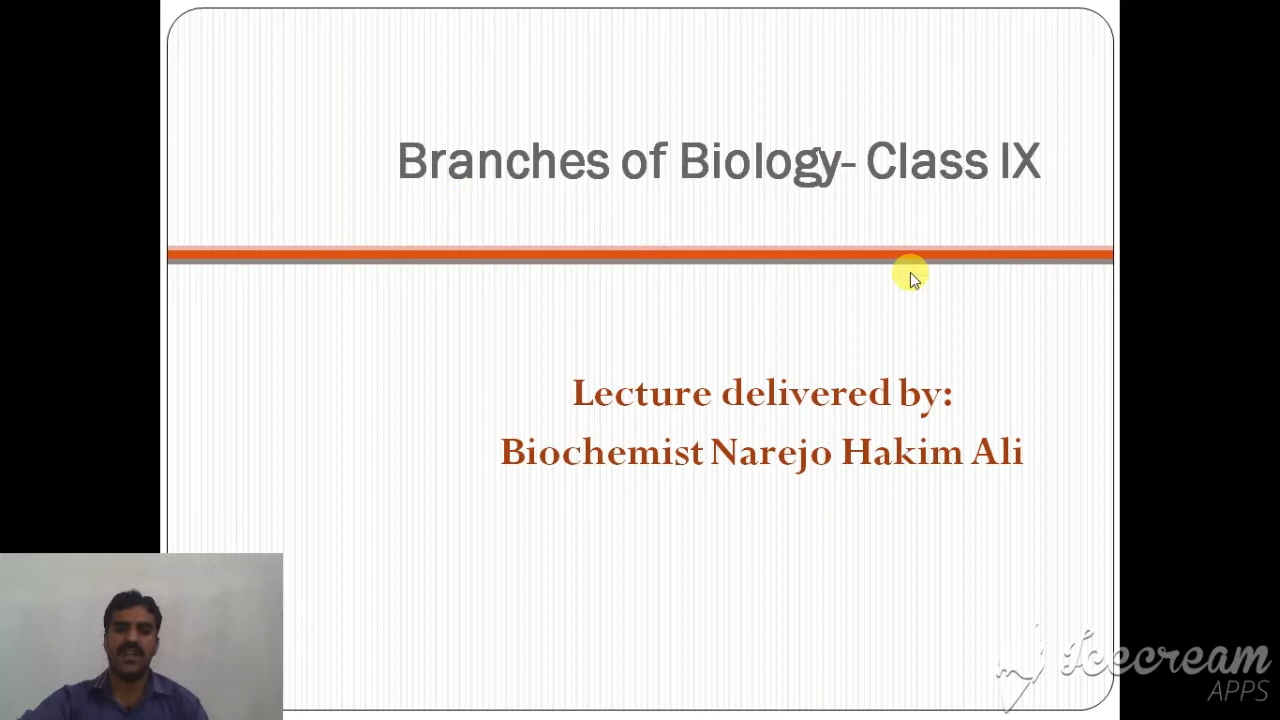 Branches of Biology- Class IX
Lecture delivered by:
Biochemist Narejo Hakim Ali
Icecream
APPS